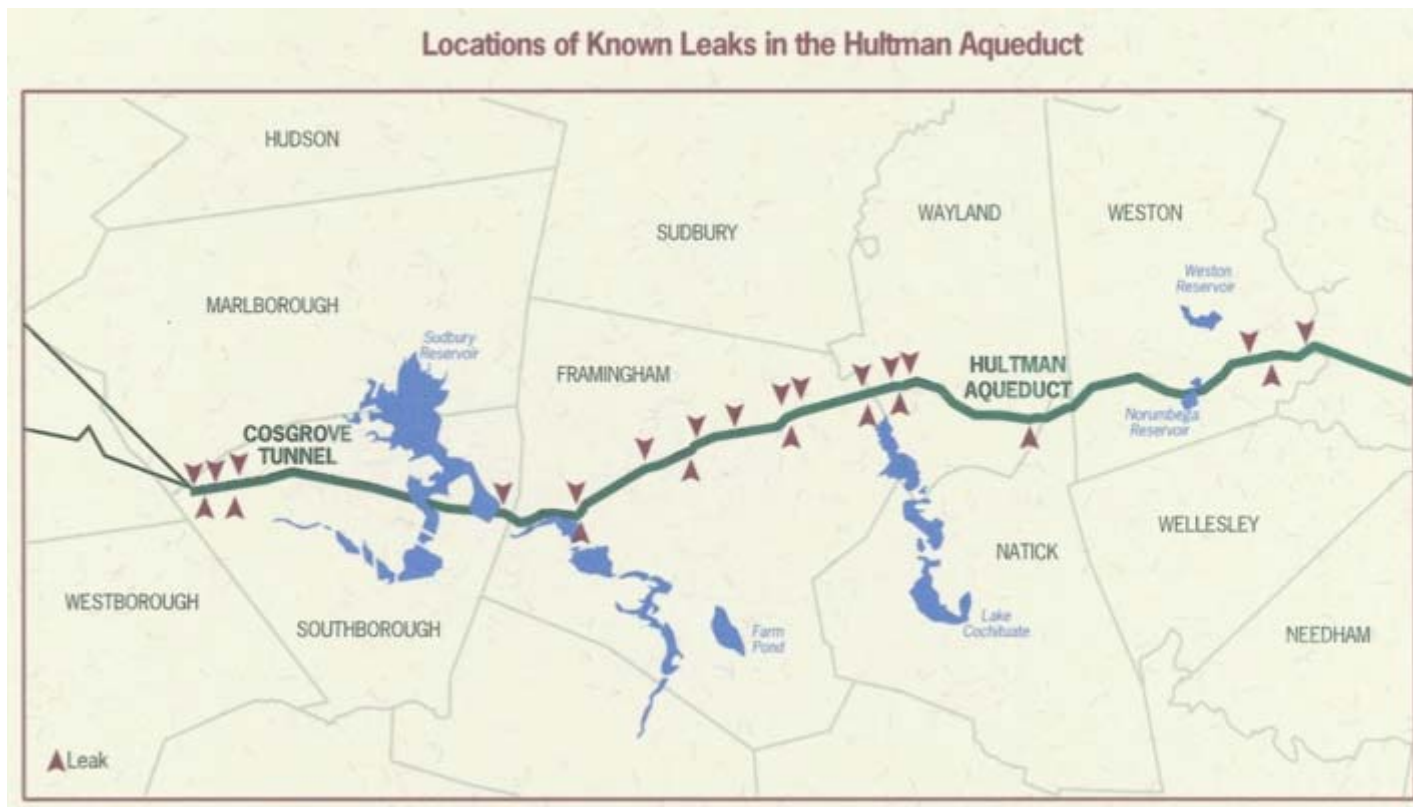 Locations of Known Leaks in the Hultman Aqueduct
HUDSON
WAYLAND
WESTON
SUDBURY
Weston
Reservoir
MARLBOROUGH
Sudbury
Reservoir
FRAMINGHAM
HULTMAN
AQUEDUCT
Norumbega
Reservoir
COSGROVE
TUNNEL
WELLESLEY
NATICK
WESTBOROUGH
SOUTHBOROUGH
Farm
Pond
Lake
Cochituate
NEEDHAM
Leak